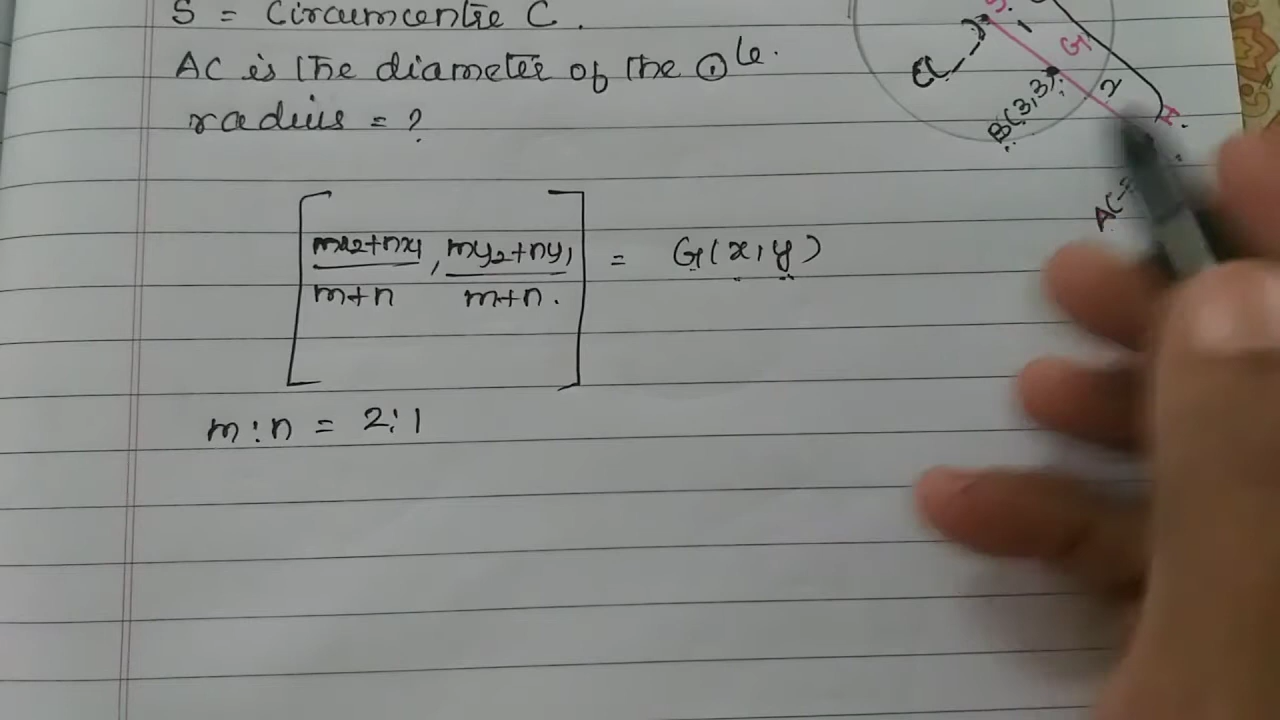 S = Circumcentre C.
AC is the diameter of the ⊙le.
radius = ?
S. 1 G 2 H.
B(3,3)
A(-
[mx2+nx1/m+n, my2+ny1/m+n.] = G(x,y)
m:n = 2:1